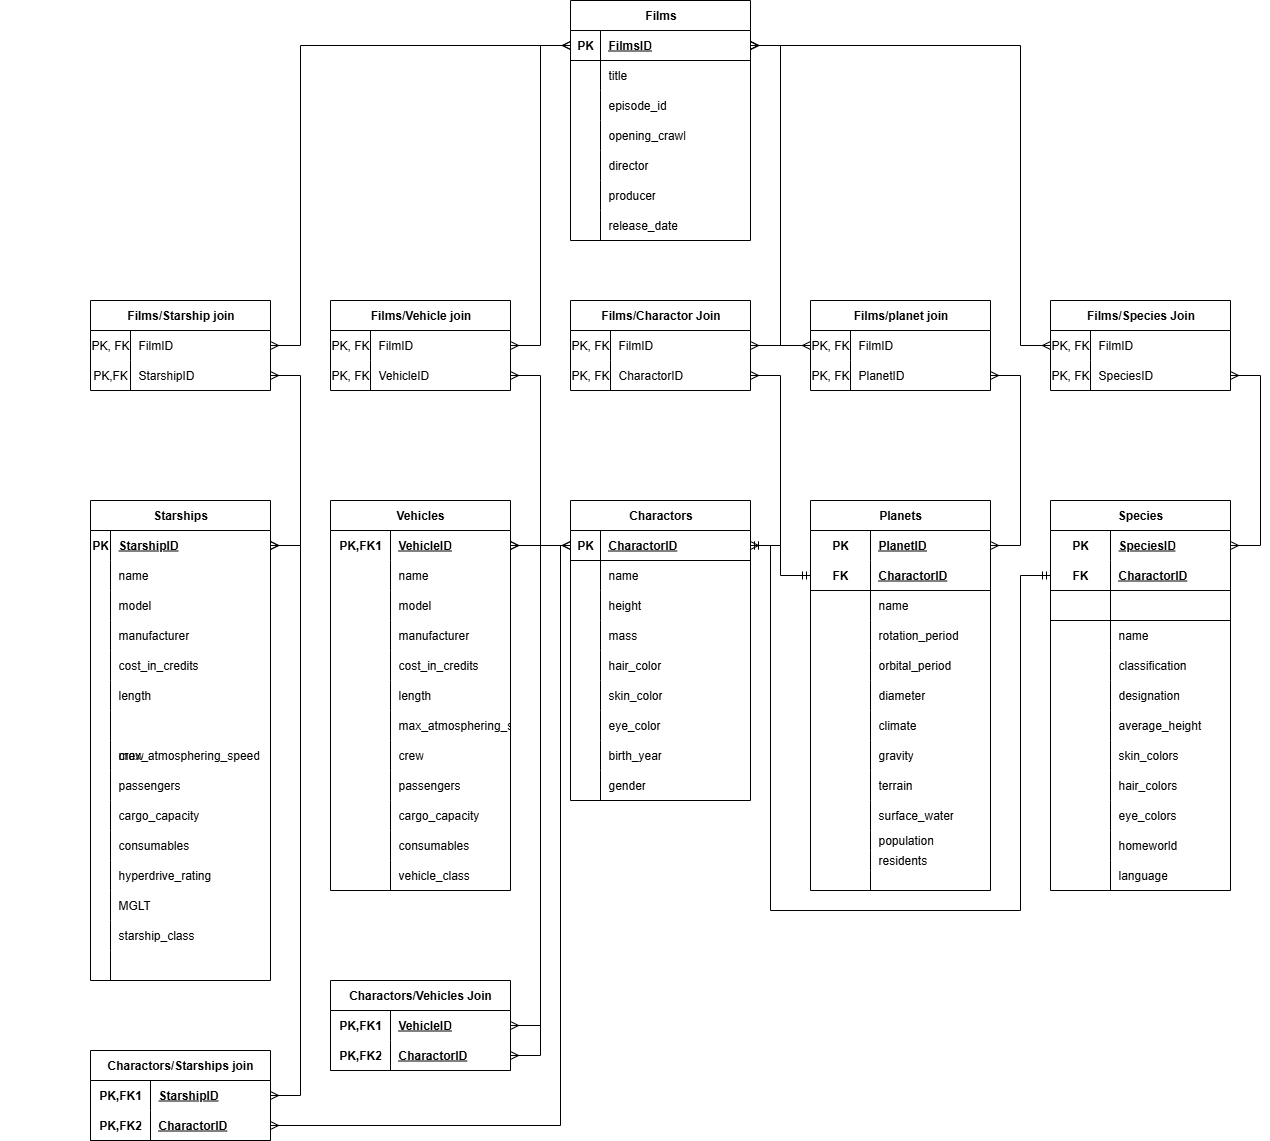 Films
PK FilmsID
title
episode_id
opening_crawl
director
producer
release_date
Films/Starship join
PK, FK FilmID
PK,FK StarshipID
Films/Vehicle join
PK, FK FilmID
PK, FK VehicleID
Films/Charactor Join
PK, FK FilmID
PK, FK CharactorID
Films/planet join
PK, FK FilmID
PK, FK PlanetID
Films/Species Join
PK, FK FilmID
PK, FK SpeciesID
Starships
PK StarshipID
name
model
manufacturer
cost_in_credits
length
max_atmosphering_speed
crew
passengers
cargo_capacity
consumables
hyperdrive_rating
MGLT
starship_class
Vehicles
PK,FK1 VehicleID
name
model
manufacturer
cost_in_credits
length
max_atmosphering_s
crew
passengers
cargo_capacity
consumables
vehicle_class
Charactors
PK CharactorID
name
height
mass
hair_color
skin_color
eye_color
birth_year
gender
Planets
PK PlanetID
FK CharactorID
name
rotation_period
orbital_period
diameter
climate
gravity
terrain
surface_water
population
residents
Species
PK SpeciesID
FK CharactorID
name
classification
designation
average_height
skin_colors
hair_colors
eye_colors
homeworld
language
Charactors/Vehicles Join
PK,FK1 VehicleID
PK,FK2 CharactorID
Charactors/Starships join
PK,FK1 StarshipID
PK,FK2 CharactorID